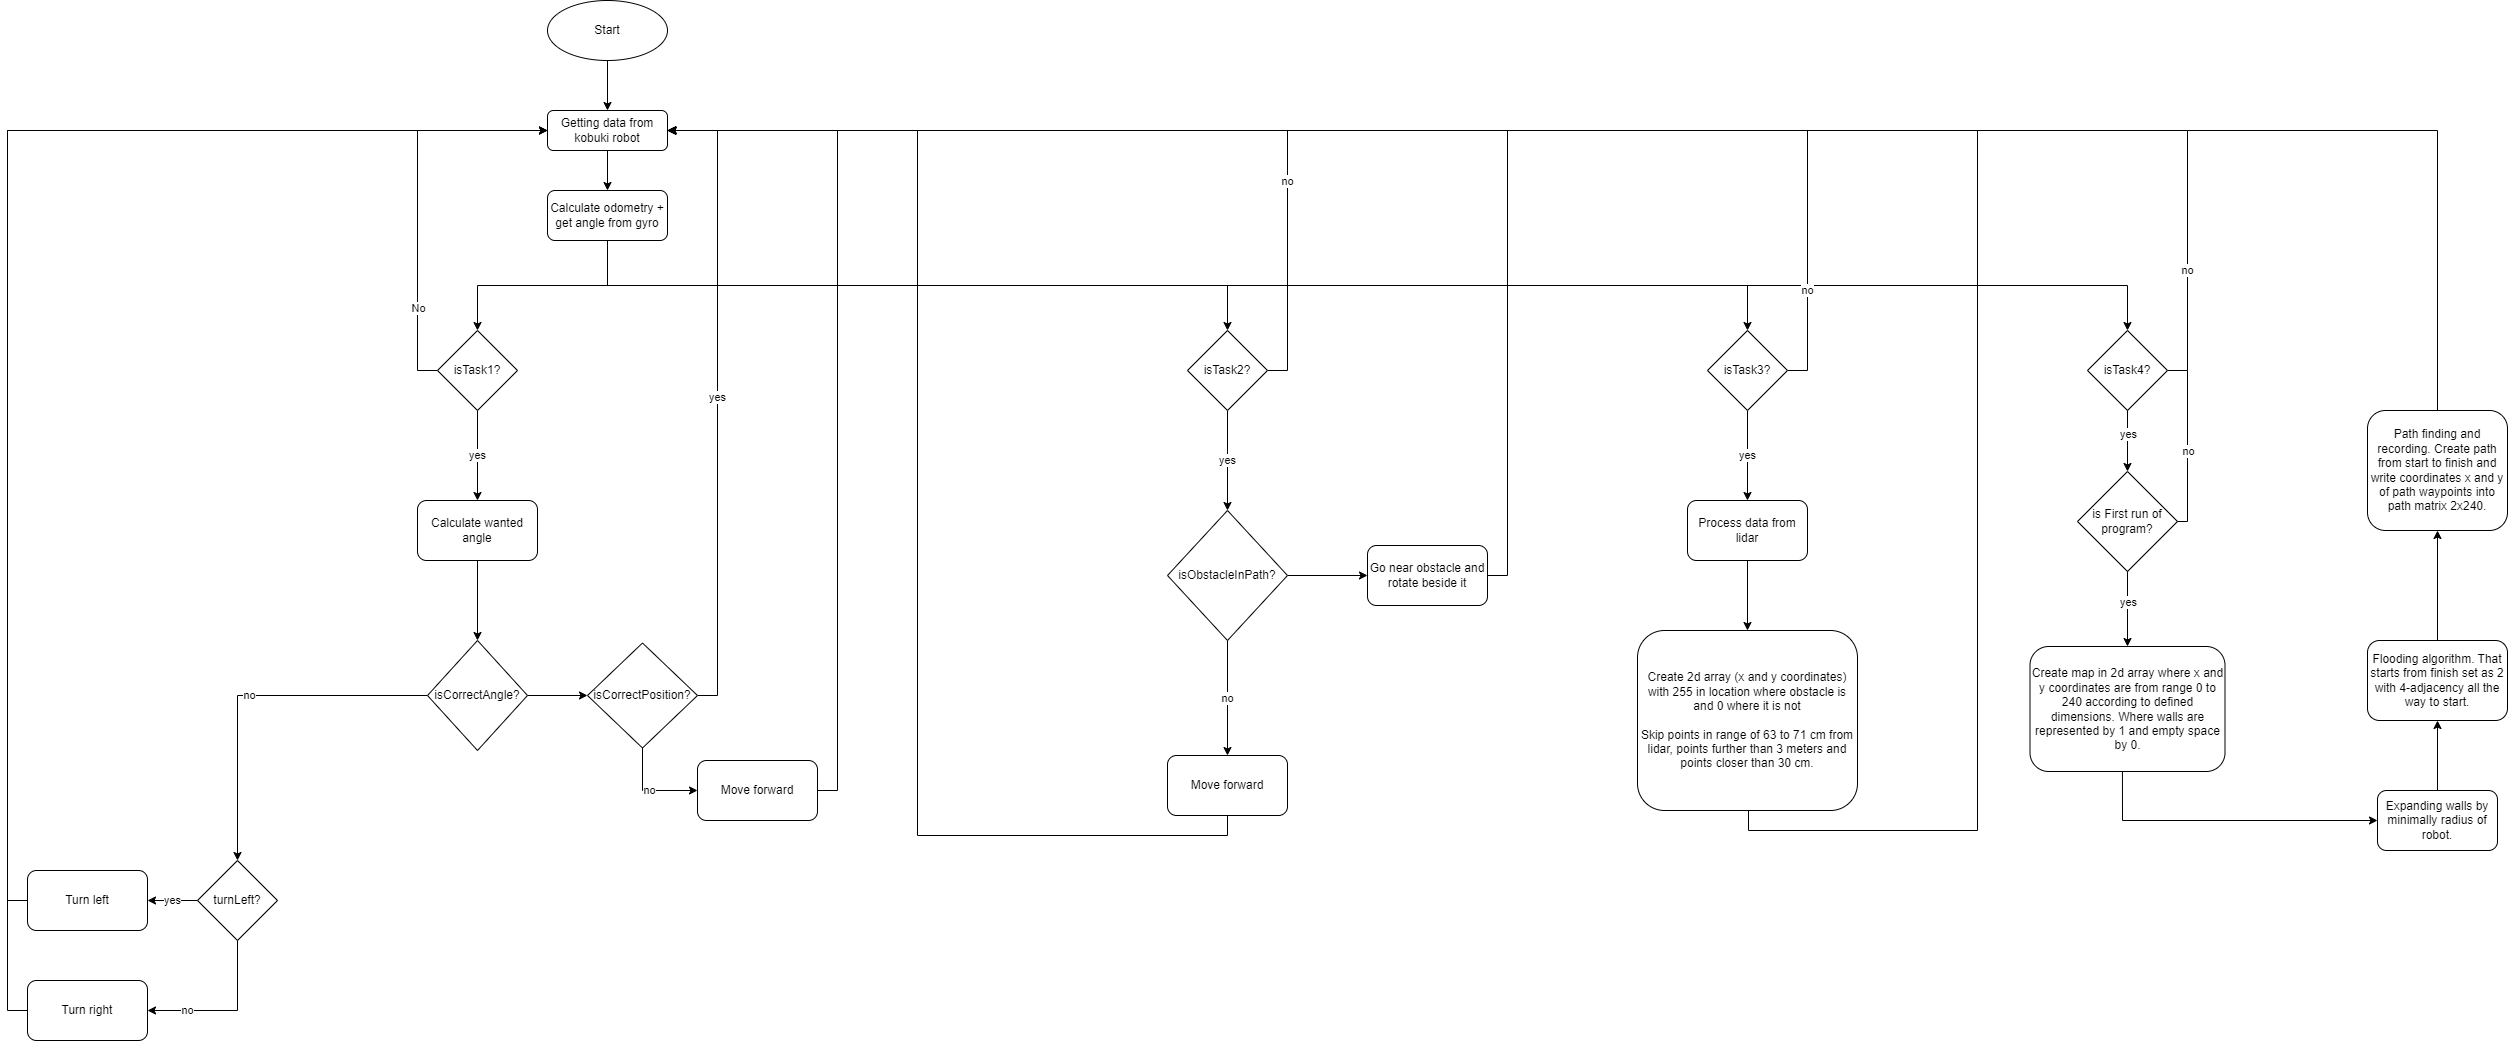 Start
Getting data from
kobuki robot
Calculate odometry +
get angle from gyro
no
no
No
no
isTask1?
isTask2?
isTask3?
isTask4?
yes
yes
yes
yes
yes
no
Calculate wanted
angle
Process data from
lidar
is First run of
program?
Path finding and
recording. Create path
from start to finish and
write coordinates x and y
of path waypoints into
path matrix 2x240.
isObstacleInPath?
Go near obstacle and
rotate beside it
yes
no
isCorrectAngle?
isCorrectPosition?
no
Create 2d array (x and y coordinates)
with 255 in location where obstacle is
and 0 where it is not
Skip points in range of 63 to 71 cm from
lidar, points further than 3 meters and
points closer than 30 cm.
Create map in 2d array where x and
y coordinates are from range 0 to
240 according to defined
dimensions. Where walls are
represented by 1 and empty space
by 0.
Flooding algorithm. That
starts from finish set as 2
with 4-adjacency all the
way to start.
no
Move forward
Move forward
Expanding walls by
minimally radius of
robot.
Turn left
yes
turnLeft?
Turn right
no